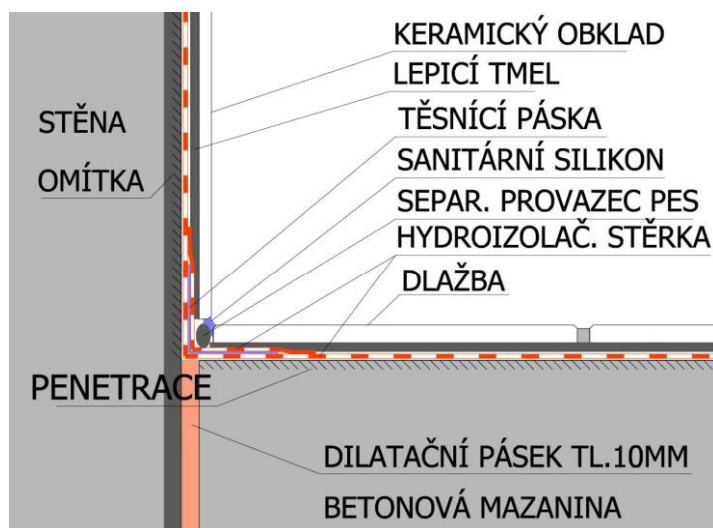 KERAMICKÝ OBKLAD
LEPICÍ TMEL
STĚNA
TĚSNÍCÍ PÁSKA
SANITÁRNÍ SILIKON
OMÍTKA
SEPAR. PROVAZEC PES
HYDROIZOLAČ. STĚRKA
DLAŽBA
PENETRACE
DILATAČNÍ PÁSEK TL.10MM
BETONOVÁ MAZANINA